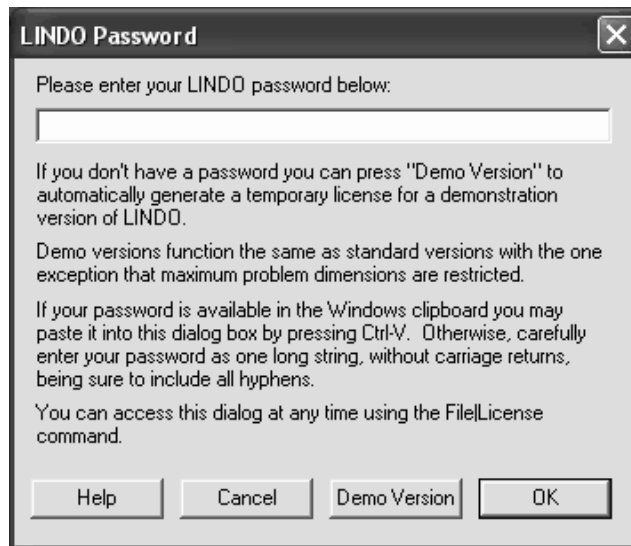 LINDO Password
Please enter your LINDO password below:
If you don't have a password you can press "Demo Version" to
automatically generate a temporary license for a demonstration
version of LINDO.
Demo versions function the same as standard versions with the one
exception that maximum problem dimensions are restricted.
If your password is available in the Windows clipboard you may
paste it into this dialog box by pressing Ctrl-V.  Otherwise, carefully
enter your password as one long string, without carriage returns,
being sure to include all hyphens.
You can access this dialog at any time using the File|License
command.
Help Cancel Demo Version OK